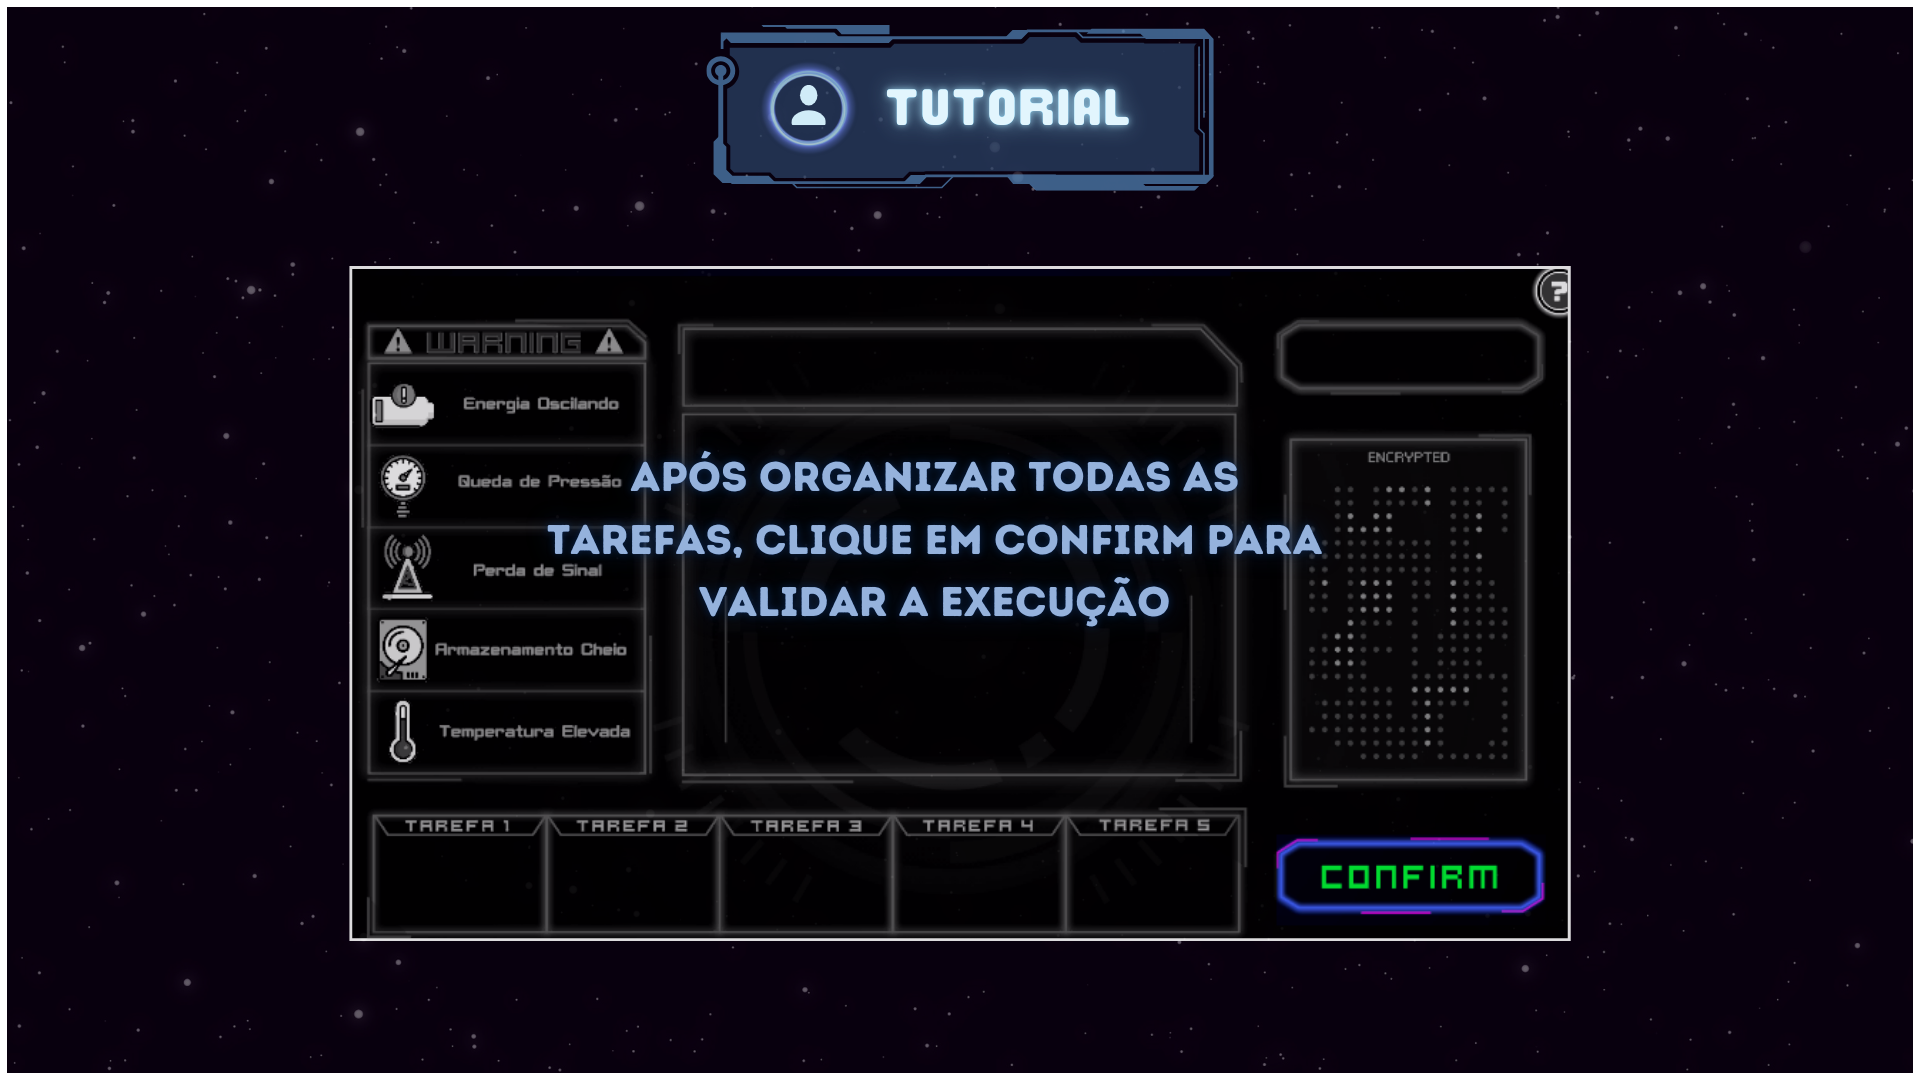 TUTORIAL
?
WARNING
Energia Oscilando
Queda de Pressão
Perda de Sinal
Armazenamento Cheio
Temperatura Elevada
APÓS ORGANIZAR TODAS AS
TAREFAS, CLIQUE EM CONFIRM PARA
VALIDAR A EXECUÇÃO
ENCRYPTED
TAREFA 1
TAREFA 2
TAREFA 3
TAREFA 4
TAREFA 5
CONFIRM